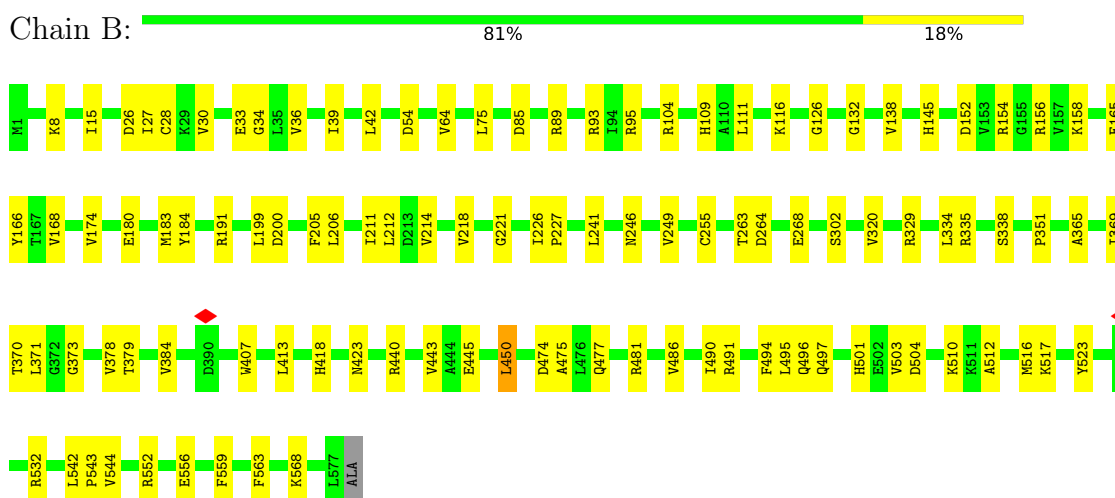 Chain B:
81% 18%
M1 K8 I15 D26 I27 C28 K29 V30 E33 G34 L35 V36 I39 L42 D54 V64 L75 D85 R89 R93 I94 R95 R104 H109 A110 L111 K116 G126 G132 V138 H145 D152 V153 R154 G155 R156 V157 K158
Y166 T167 V168 V174 E180 M183 Y184 R191 L199 D200 F205 L206 I211 L212 D213 V214 V218 G221 I226 P227 L241 N246 V249 C255 T263 D264 E268 S302 V320 R329 L334 R335 S338 P351 A365
T370 L371 G372 G373 V378 T379 V384 D390 W407 L413 H418 N423 R440 V443 A444 E445 L450 D474 A475 L476 Q477 R481 V486 I490 R491 F494 L495 Q496 Q497 H501 E502 V503 D504 K510 K511 A512 M516 K517 Y523
R532 L542 P543 V544 R552 E556 F559 F563 K568 L577 ALA